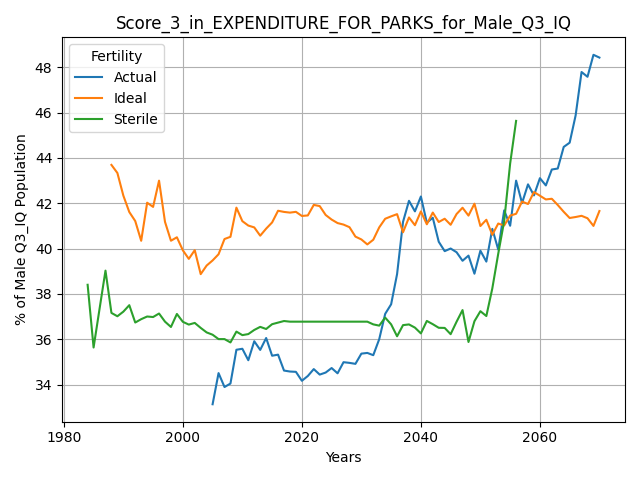 Score_3_in_EXPENDITURE_FOR_PARKS_for_Male_Q3_IQ
Fertility
Actual
Ideal
Sterile
% of Male Q3_IQ Population
48
46
44
42
40
38
36
34
1980
2000
2020
2040
2060
Years